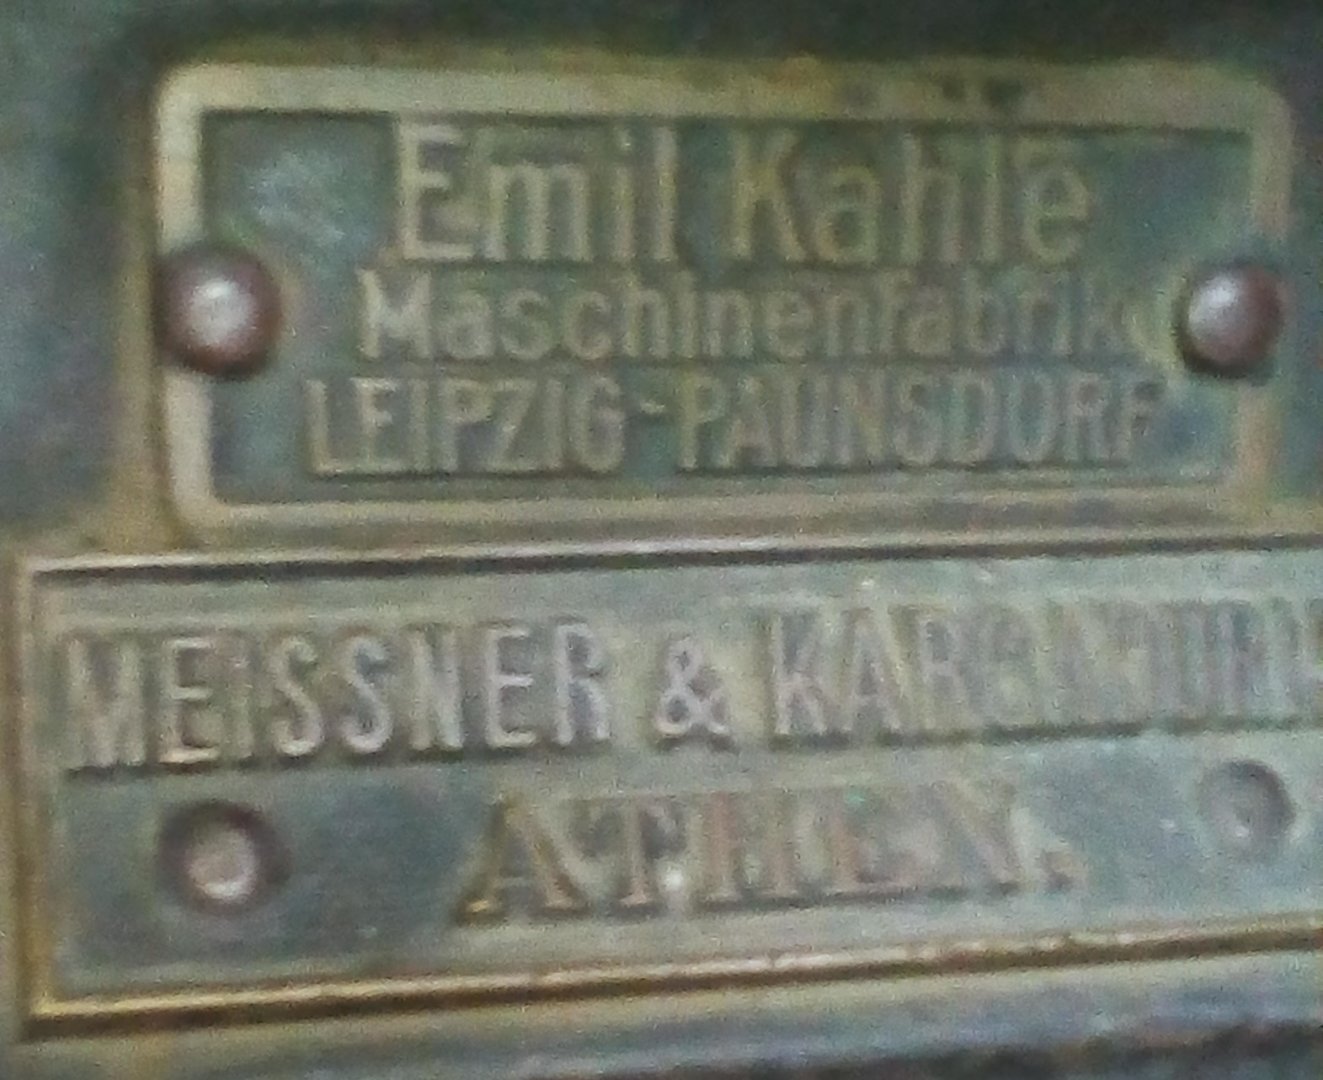 Emil Kahle
Maschinenfabrik
LEIPZIG-PAUNSDORF
MEISSNER &
ATHEN.